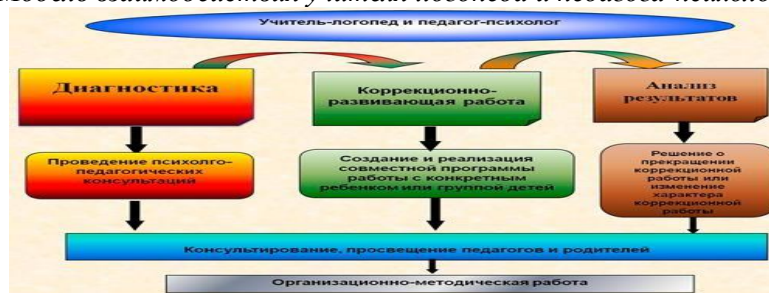 Учитель-логопед и педагог-психолог
Диагностика
Коррекционно-
развивающая работа
Анализ
результатов
Проведение психолго-
педагогических
консультаций
Создание и реализация
совместной программы
работы с конкретным
ребенком или группой детей
Решение о
прекращении
коррекционной
работы или
изменение
характера
коррекционной
работы
Консультирование, просвещение педагогов и родителей
Организационно-методическая работа